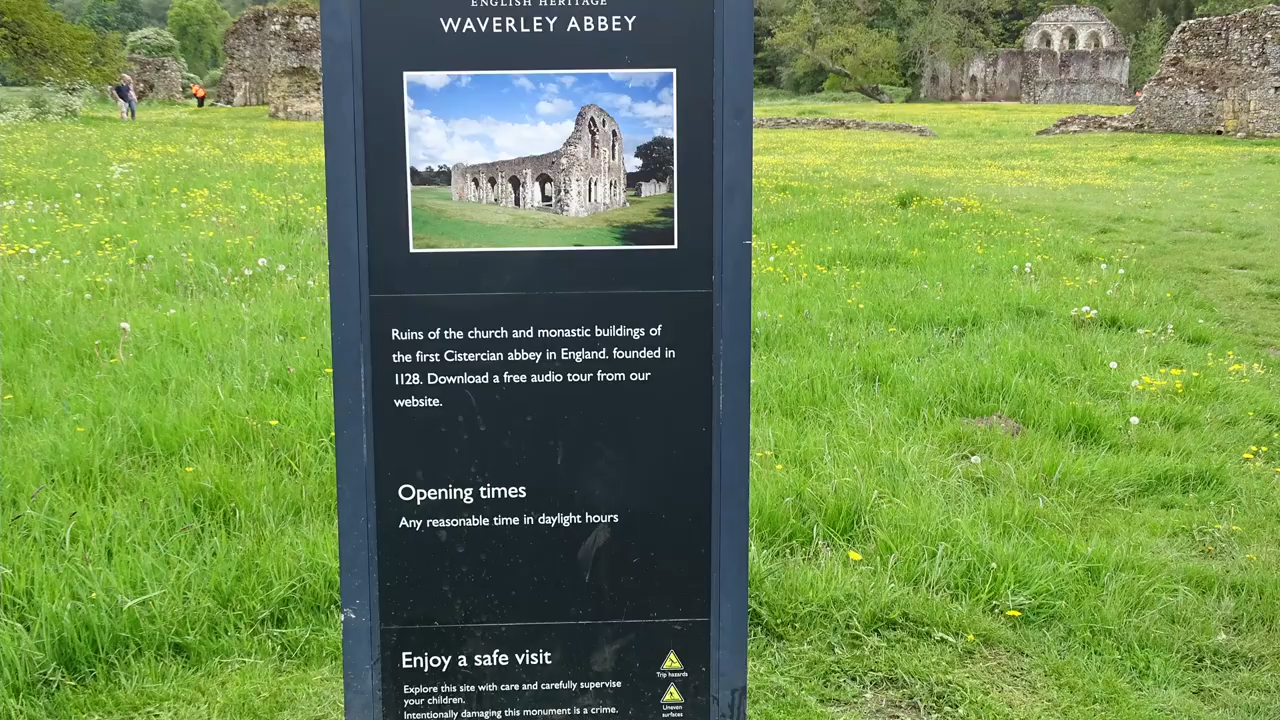 ENGLISH HERITAGE
WAVERLEY ABBEY
Ruins of the church and monastic buildings of
the first Cistercian abbey in England. founded in
1128. Download a free audio tour from our
website.
Opening times
Any reasonable time in daylight hours
Enjoy a safe visit
Explore this site with care and carefully supervise
your children.
Intentionally damaging this monument is a crime.
Trip hazards
Uneven
surfaces